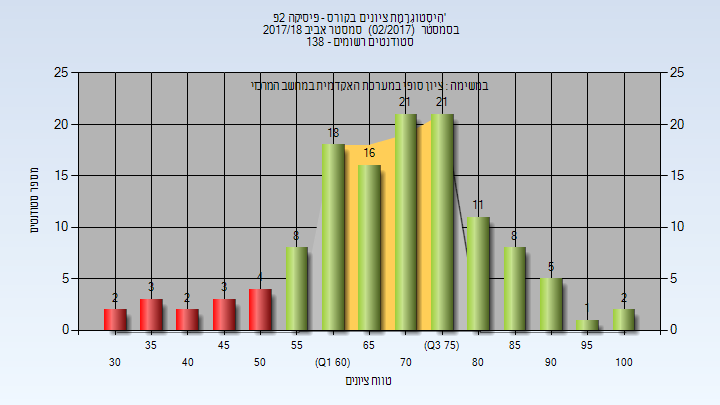 היסטוגרמת ציונים בקורס - פיסיקה 2פ'
בסמסטר (02/2017) סמסטר אביב 2017/18
סטודנטים רשומים - 138
במשימה : ציון סופי במערכת האקדמית במחשב המרכזי
מספר סטודנטים
25 25
20 20
15 15
10 10
5 5
0 0
2 3 2 3 4 8 18 16 21 21 11 8 5 1 2
35 45 55 65 (Q3 75) 85 95
30 40 50 (Q1 60) 70 80 90 100
טווח ציונים